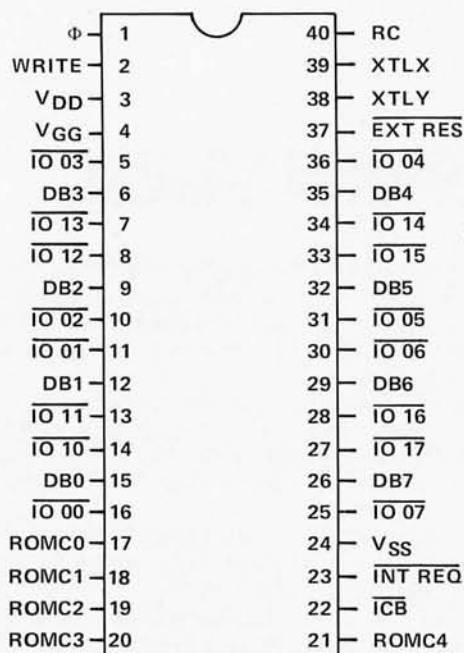 Φ 1 40 RC
WRITE 2 39 XTLX
VDD 3 38 XTLY
VGG 4 37 EXT RES
IO 03 5 36 IO 04
DB3 6 35 DB4
IO 13 7 34 IO 14
IO 12 8 33 IO 15
DB2 9 32 DB5
IO 02 10 31 IO 05
IO 01 11 30 IO 06
DB1 12 29 DB6
IO 11 13 28 IO 16
IO 10 14 27 IO 17
DB0 15 26 DB7
IO 00 16 25 IO 07
ROMC0 17 24 VSS
ROMC1 18 23 INT REQ
ROMC2 19 22 ICB
ROMC3 20 21 ROMC4